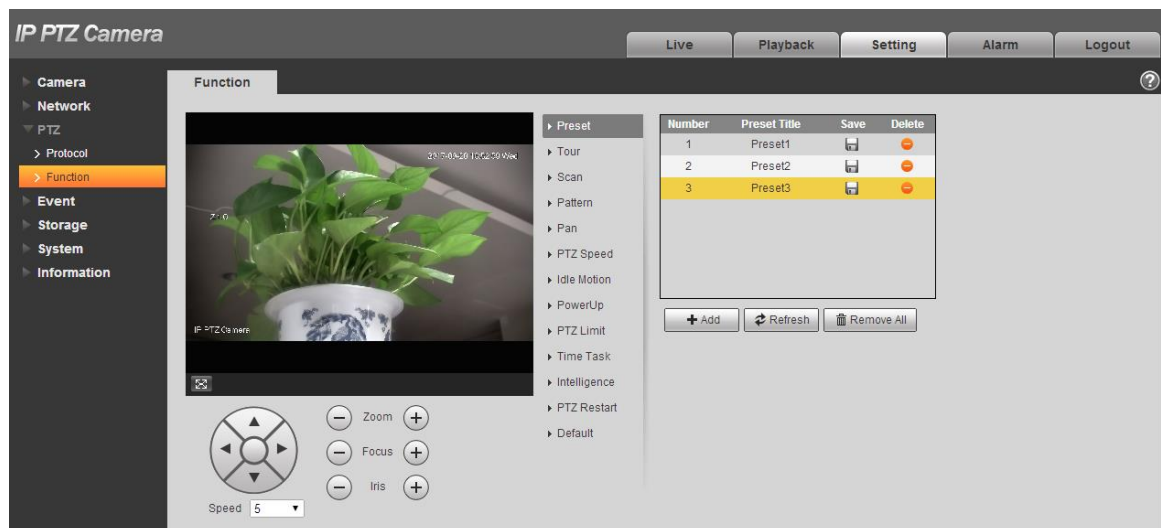 IP PTZ Camera
Live
Playback
Setting
Alarm
Logout
Camera
Network
PTZ
Protocol
Function
Event
Storage
System
Information
Function
IP PTZ Camera
Zoom
Focus
Iris
Speed 5
Preset
Tour
Scan
Pattern
Pan
PTZ Speed
Idle Motion
PowerUp
PTZ Limit
Time Task
Intelligence
PTZ Restart
Default
Number Preset Title Save Delete
1 Preset1
2 Preset2
3 Preset3
Add
Refresh
Remove All